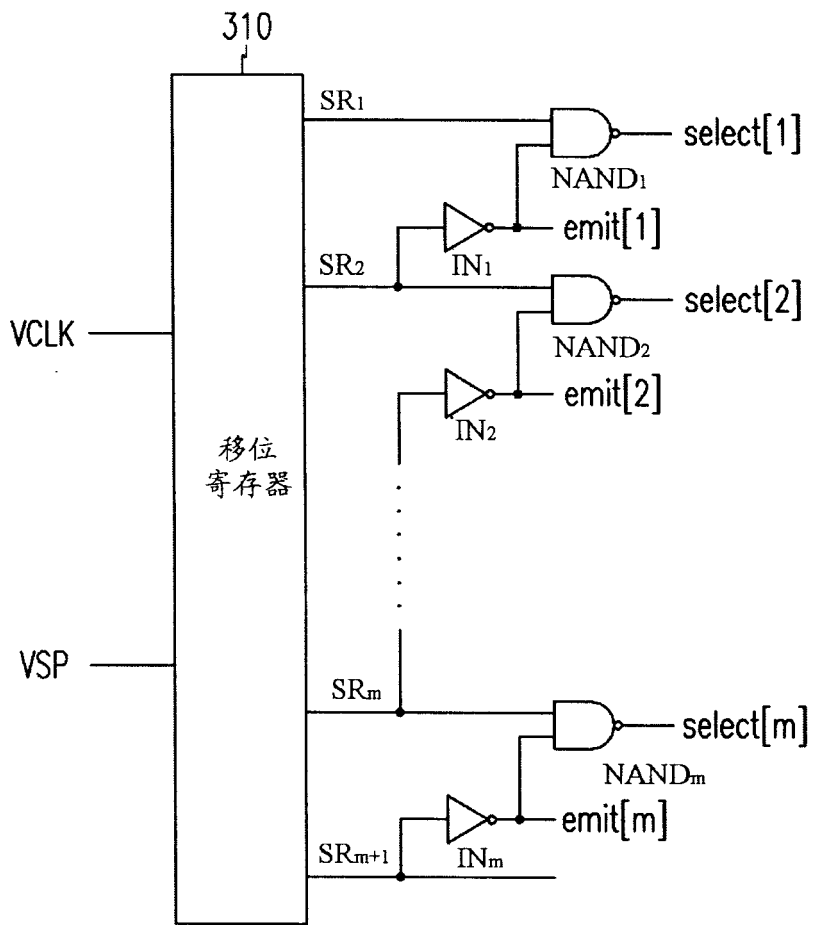 310
SR₁
select[1]
NAND₁
emit[1]
IN₁
SR₂
select[2]
VCLK
NAND₂
emit[2]
IN₂
移位
寄存器
VSP
SRₘ
select[m]
NANDₘ
emit[m]
SRₘ₊₁
INₘ